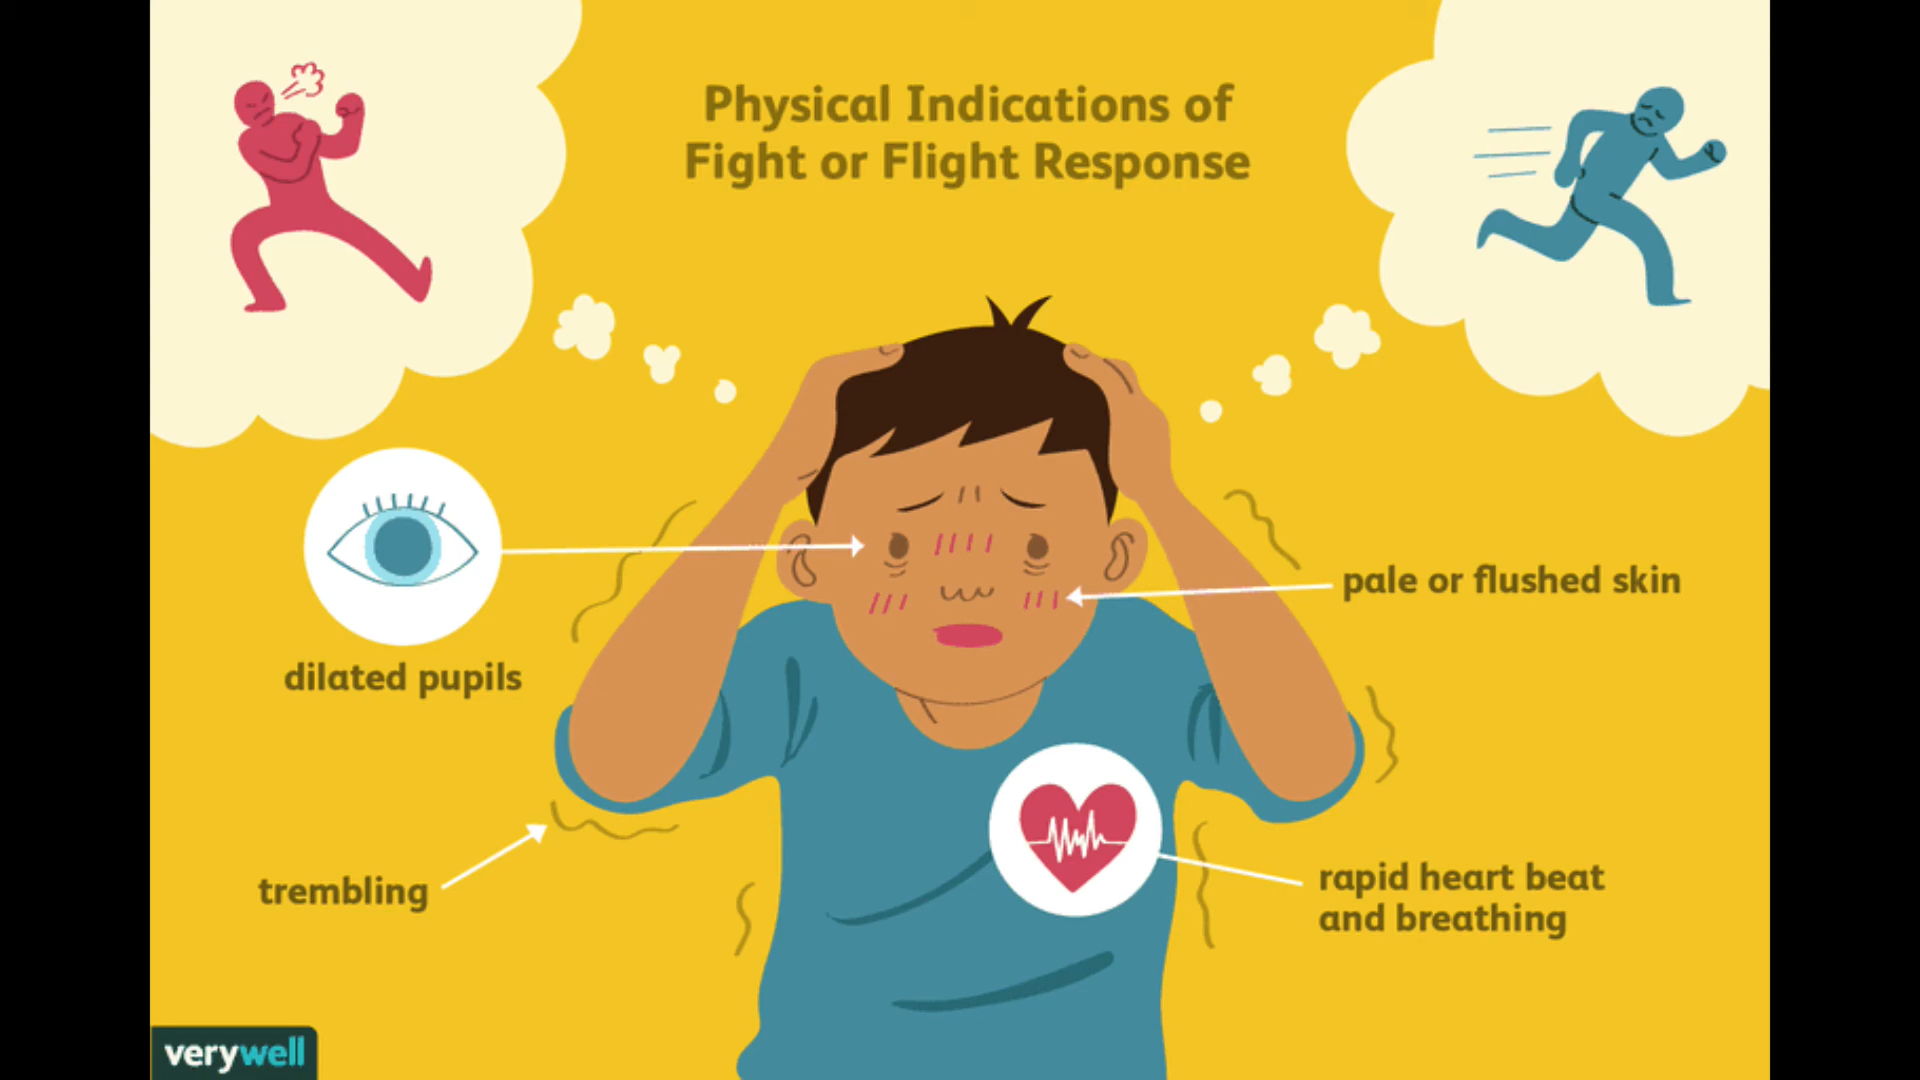 Physical Indications of
Fight or Flight Response
dilated pupils
pale or flushed skin
trembling
rapid heart beat
and breathing
verywell